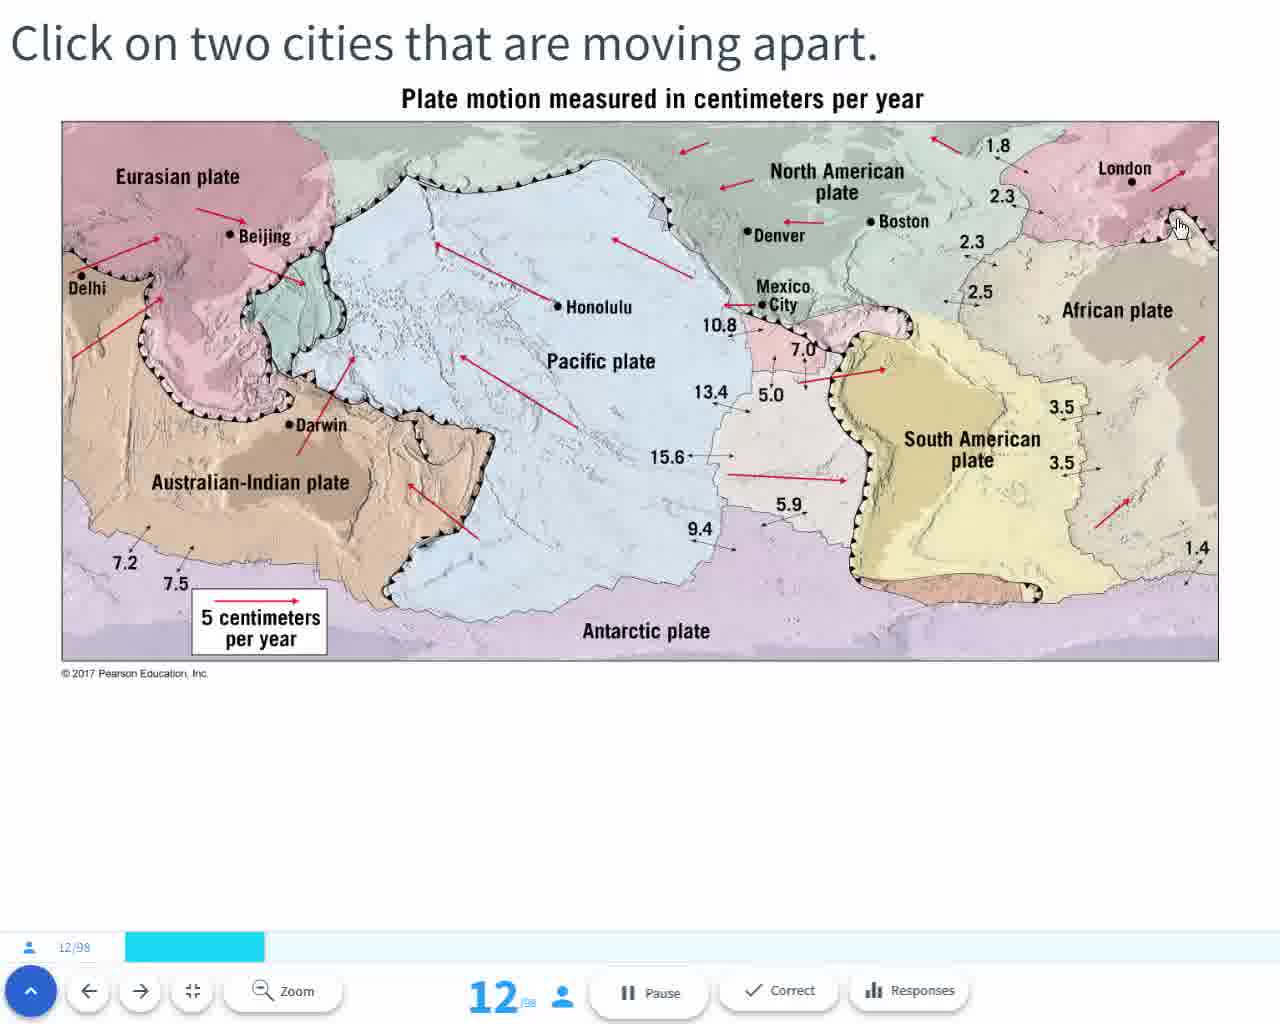 Click on two cities that are moving apart.
Plate motion measured in centimeters per year
Eurasian plate
North American
plate
London
1.8
2.3
Boston
Beijing
Denver
2.3
Delhi
Mexico
City
2.5
Honolulu
African plate
10.8
7.0
Pacific plate
13.4
5.0
3.5
Darwin
South American
plate
15.6
3.5
Australian-Indian plate
5.9
9.4
1.4
7.2
7.5
5 centimeters
per year
Antarctic plate
© 2017 Pearson Education, Inc.
12/98
Zoom
12/98
Pause
Correct
Responses